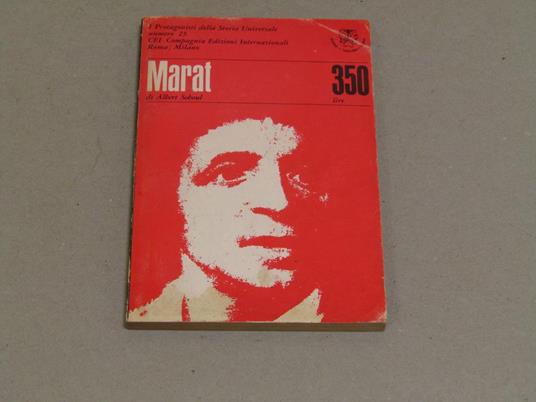 I Protagonisti della Storia Universale
numero 25
CEI Compagnia Edizioni Internazionali
Roma/Milano
Marat
350
di Albert Soboul
lire